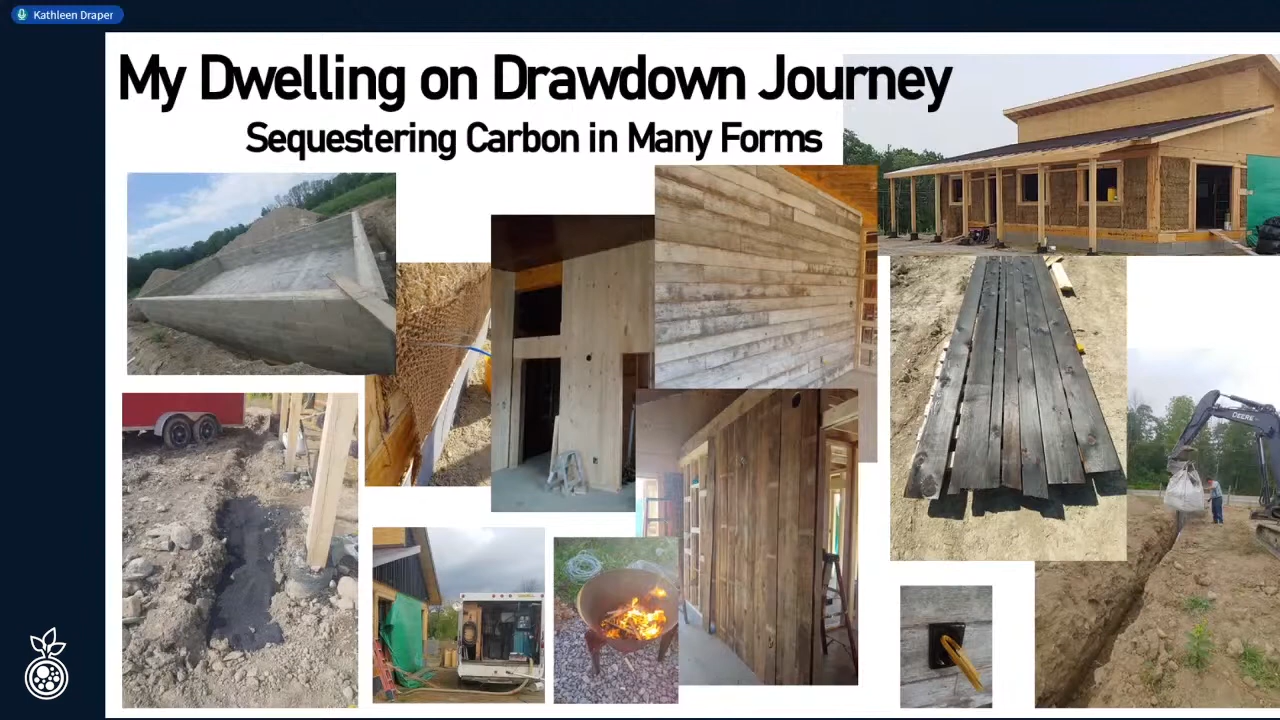 Kathleen Draper
My Dwelling on Drawdown Journey
Sequestering Carbon in Many Forms
DEERE